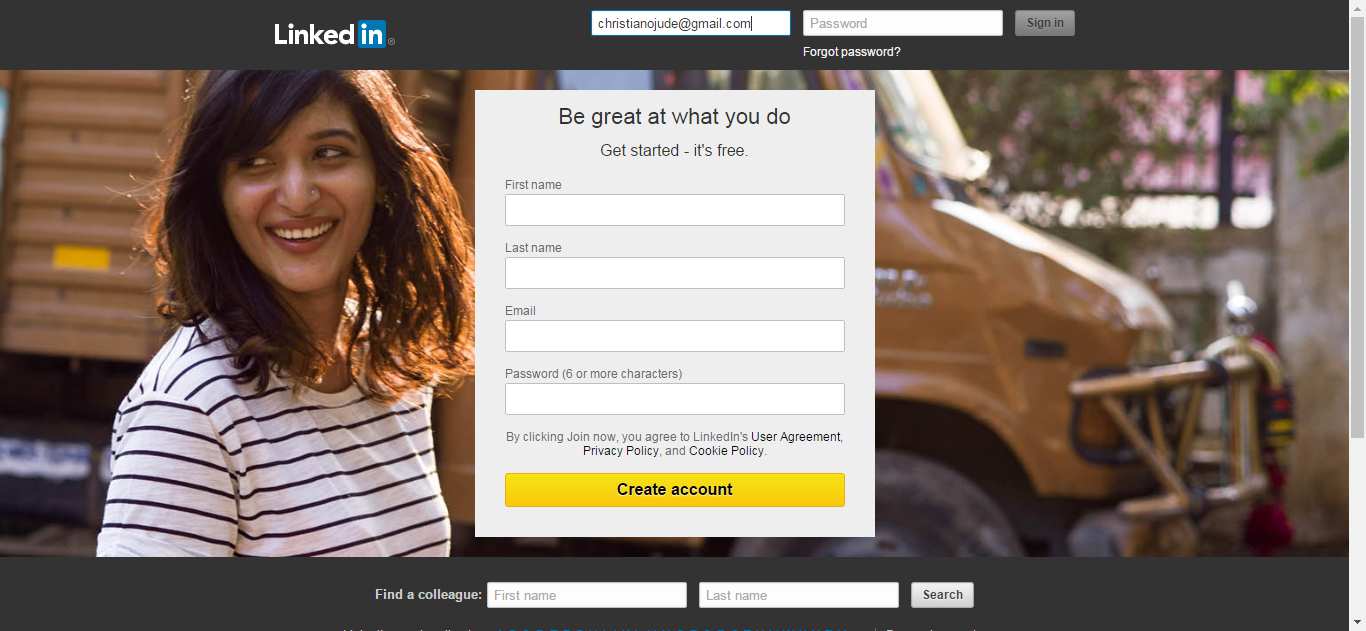 Linked in®
christianojude@gmail.com
Password
Sign in
Forgot password?
Be great at what you do
Get started - it's free.
First name
Last name
Email
Password (6 or more characters)
By clicking Join now, you agree to LinkedIn's User Agreement,
Privacy Policy, and Cookie Policy.
Create account
Find a colleague: First name Last name Search